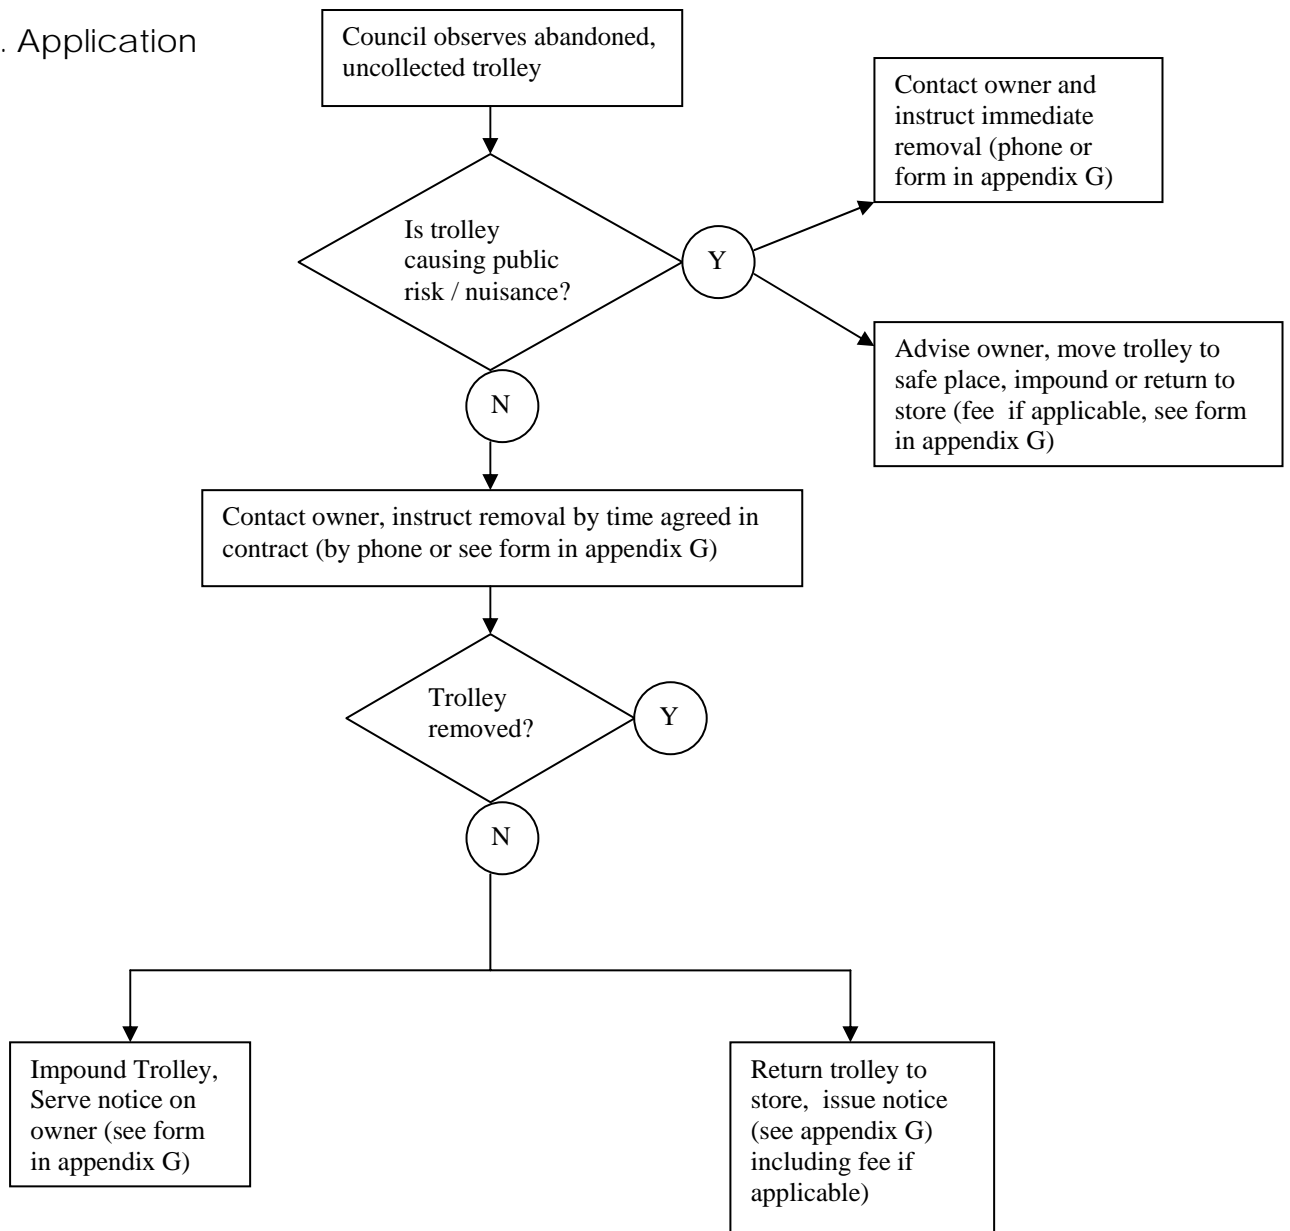 . Application
Council observes abandoned,
uncollected trolley
Contact owner and
instruct immediate
removal (phone or
form in appendix G)
Is trolley
causing public
risk / nuisance?
Y
Advise owner, move trolley to
safe place, impound or return to
store (fee  if applicable, see form
in appendix G)
N
Contact owner, instruct removal by time agreed in
contract (by phone or see form in appendix G)
Trolley
removed?
Y
N
Impound Trolley,
Serve notice on
owner (see form
in appendix G)
Return trolley to
store,  issue notice
(see appendix G)
including fee if
applicable)